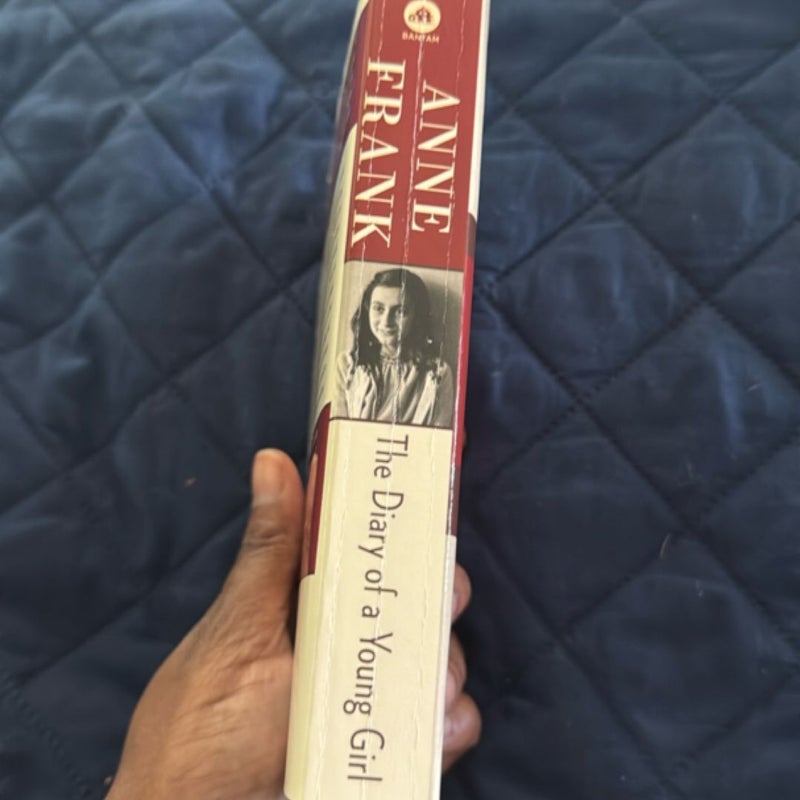 BANTAM
ANNE
FRANK
The Diary of a Young Girl